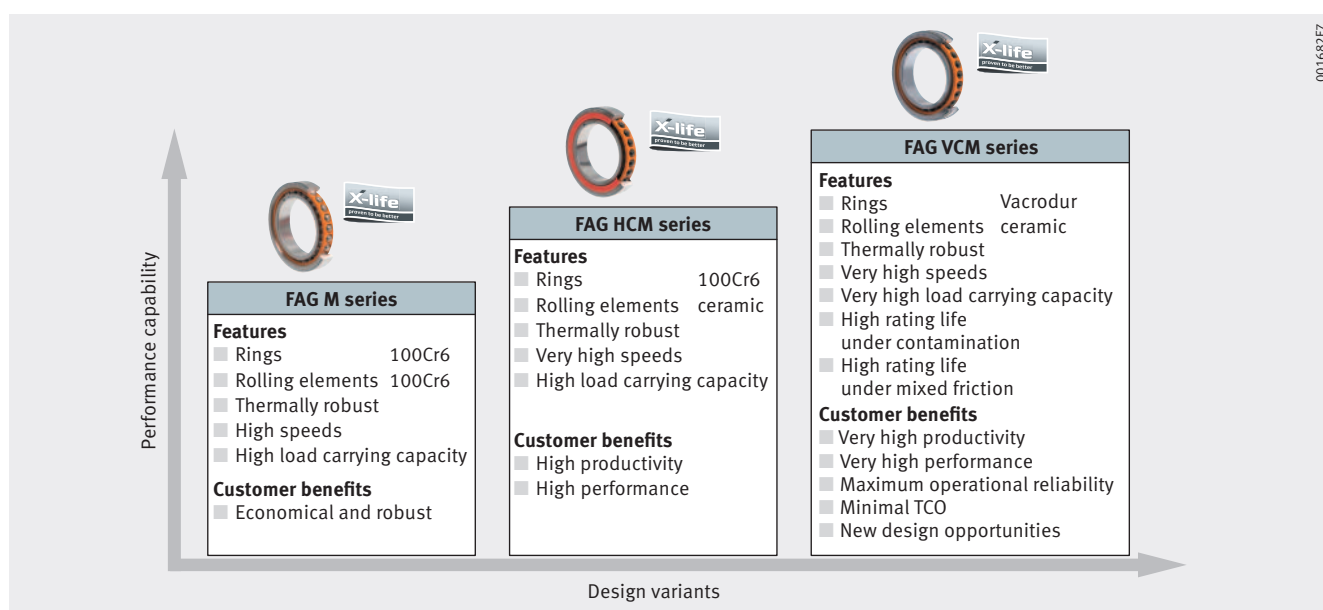 001682F7
X-life
proven to be better
X-life
proven to be better
X-life
proven to be better
Performance capability
FAG M series
Features
Rings 100Cr6
Rolling elements 100Cr6
Thermally robust
High speeds
High load carrying capacity
Customer benefits
Economical and robust
FAG HCM series
Features
Rings 100Cr6
Rolling elements ceramic
Thermally robust
Very high speeds
High load carrying capacity
Customer benefits
High productivity
High performance
FAG VCM series
Features
Rings Vacrodur
Rolling elements ceramic
Thermally robust
Very high speeds
Very high load carrying capacity
High rating life
under contamination
High rating life
under mixed friction
Customer benefits
Very high productivity
Very high performance
Maximum operational reliability
Minimal TCO
New design opportunities
Design variants